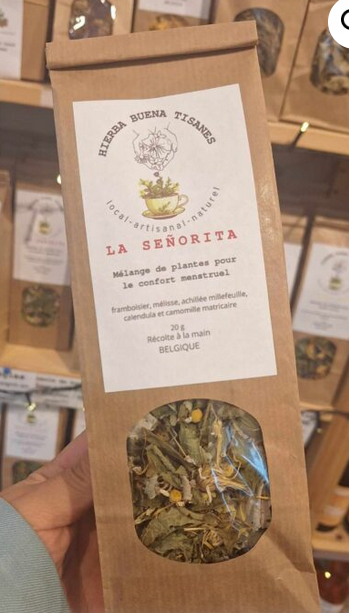 HIERBA BUENA TISANES
local-artisanal-naturel
LA SEÑORITA
Mélange de plantes pour
le confort menstruel
framboisier, mélisse, achillée millefeuille,
calendula et camomille matricaire
20 g
Récolte à la main
BELGIQUE